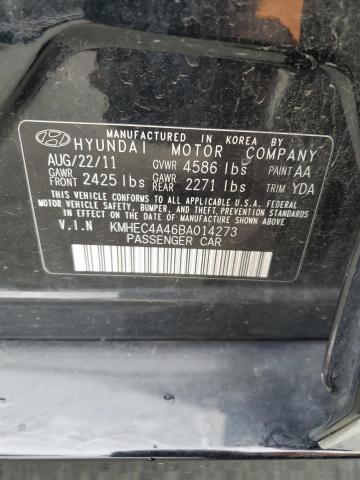 MANUFACTURED IN KOREA BY
HYUNDAI MOTOR COMPANY
AUG/22/11 GVWR 4586 lbs PAINT AA
GAWR FRONT 2425 lbs GAWR REAR 2271 lbs TRIM YDA
THIS VEHICLE CONFORMS TO ALL APPLICABLE U.S.A. FEDERAL
MOTOR VEHICLE SAFETY, BUMPER, AND THEFT
PREVENTION STANDARDS IN EFFECT ON THE DATE OF
MANUFACTURE SHOWN ABOVE.
V.I.N KMHEC4A46BA014273
PASSENGER CAR